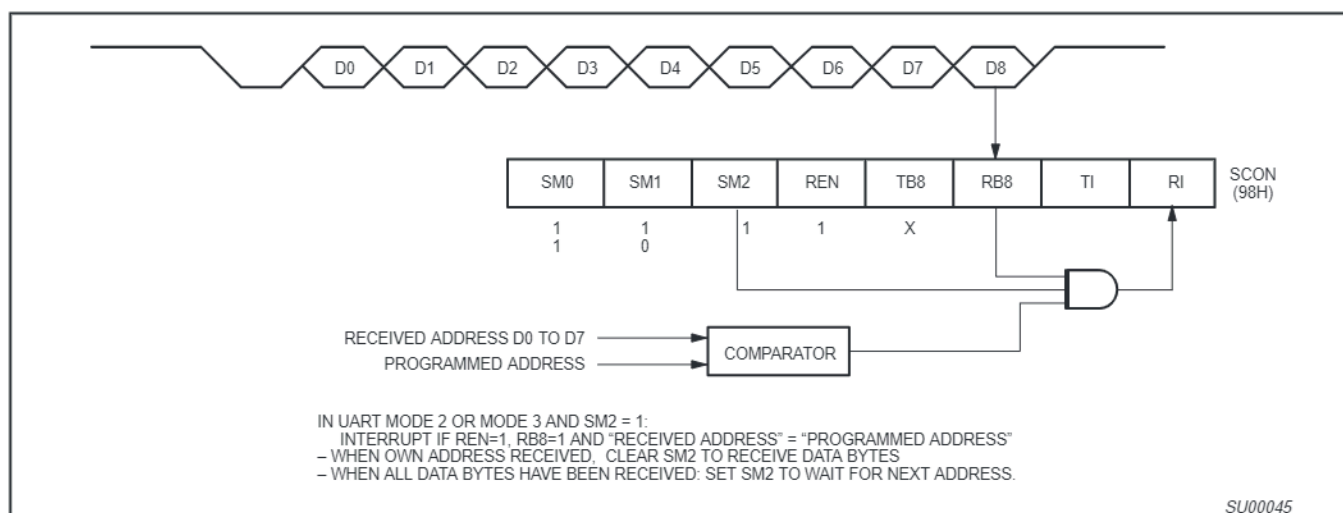 D0 D1 D2 D3 D4 D5 D6 D7 D8
SM0 SM1 SM2 REN TB8 RB8 TI RI SCON
(98H)
1 1 1 1 X
1 0
RECEIVED ADDRESS D0 TO D7
PROGRAMMED ADDRESS
COMPARATOR
IN UART MODE 2 OR MODE 3 AND SM2 = 1:
INTERRUPT IF REN=1, RB8=1 AND “RECEIVED ADDRESS” = “PROGRAMMED ADDRESS”
– WHEN OWN ADDRESS RECEIVED, CLEAR SM2 TO RECEIVE DATA BYTES
– WHEN ALL DATA BYTES HAVE BEEN RECEIVED: SET SM2 TO WAIT FOR NEXT ADDRESS.
SU00045